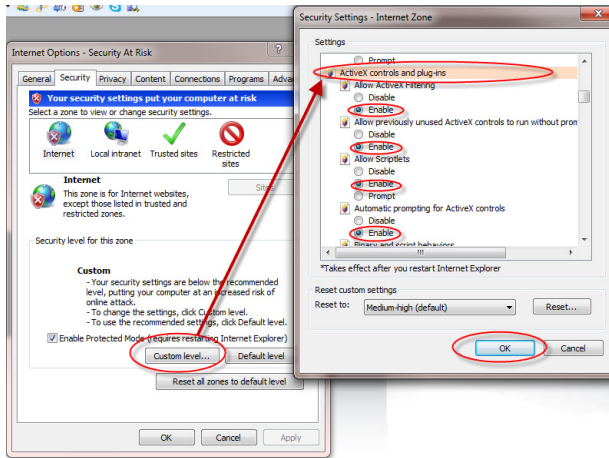 Internet Options - Security At Risk
General Security Privacy Content Connections Programs Adva
Your security settings put your computer at risk
Select a zone to view or change security settings.
Internet Local intranet Trusted sites Restricted
sites
Internet
This zone is for Internet websites,
except those listed in trusted and
restricted zones.
Sites
Security level for this zone
Custom
- Your security settings are below the recommended
level, putting your computer at an increased risk of
online attack.
- To change the settings, click Custom level.
- To use the recommended settings, click Default level.
Enable Protected Mode (requires restarting Internet Explorer)
Custom level... Default level
Reset all zones to default level
OK Cancel Apply
Security Settings - Internet Zone
Settings
Prompt
ActiveX controls and plug-ins
Allow ActiveX Filtering
Disable
Enable
Allow previously unused ActiveX controls to run without prom
Disable
Enable
Allow Scriptlets
Disable
Enable
Prompt
Automatic prompting for ActiveX controls
Disable
Enable
Binary and script behaviors
*Takes effect after you restart Internet Explorer
Reset custom settings
Reset to: Medium-high (default) Reset...
OK Cancel